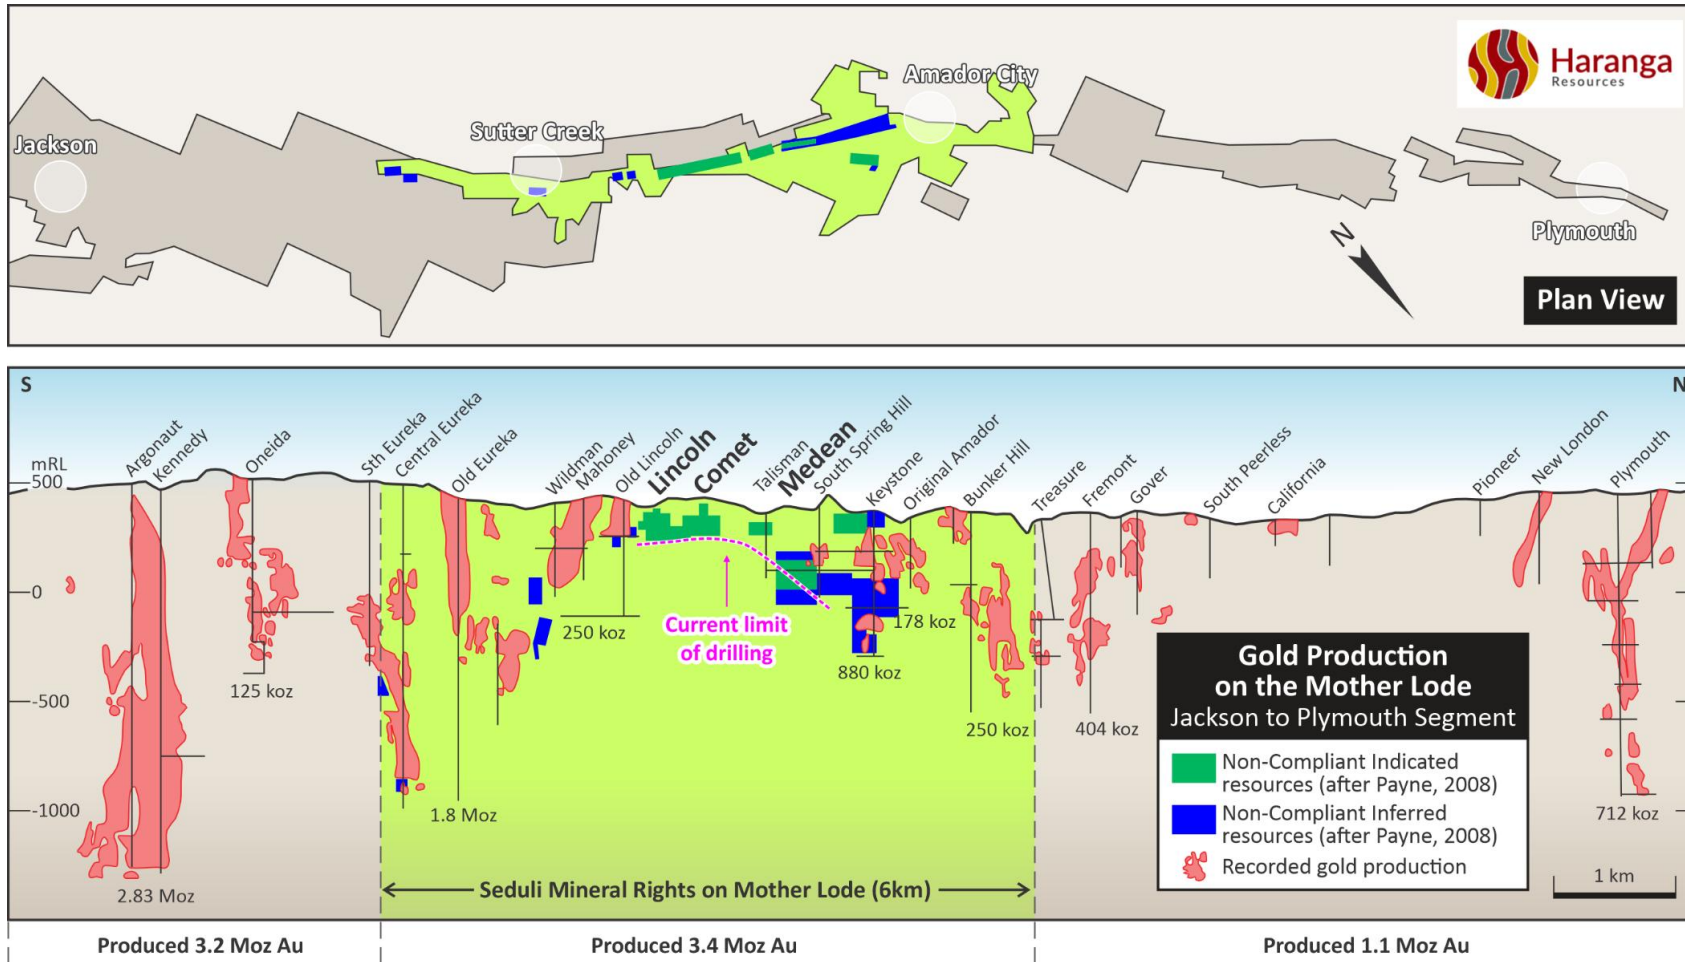 Haranga
Resources
Amador City
Sutter Creek
Jackson
Plymouth
N
Plan View
S
N
mRL
500
0
-500
-1000
Argonaut
Kennedy
Oneida
Sth Eureka
Central Eureka
Old Eureka
Wildman
Mahoney
Old Lincoln
Lincoln
Comet
Talisman
Medean
South Spring Hill
Keystone
Original Amador
Bunker Hill
Treasure
Fremont
Gover
South Peerless
California
Pioneer
New London
Plymouth
Current limit
of drilling
250 koz
178 koz
880 koz
125 koz
250 koz
404 koz
1.8 Moz
712 koz
2.83 Moz
Gold Production
on the Mother Lode
Jackson to Plymouth Segment
Non-Compliant Indicated
resources (after Payne, 2008)
Non-Compliant Inferred
resources (after Payne, 2008)
Recorded gold production
1 km
Seduli Mineral Rights on Mother Lode (6km)
Produced 3.2 Moz Au
Produced 3.4 Moz Au
Produced 1.1 Moz Au